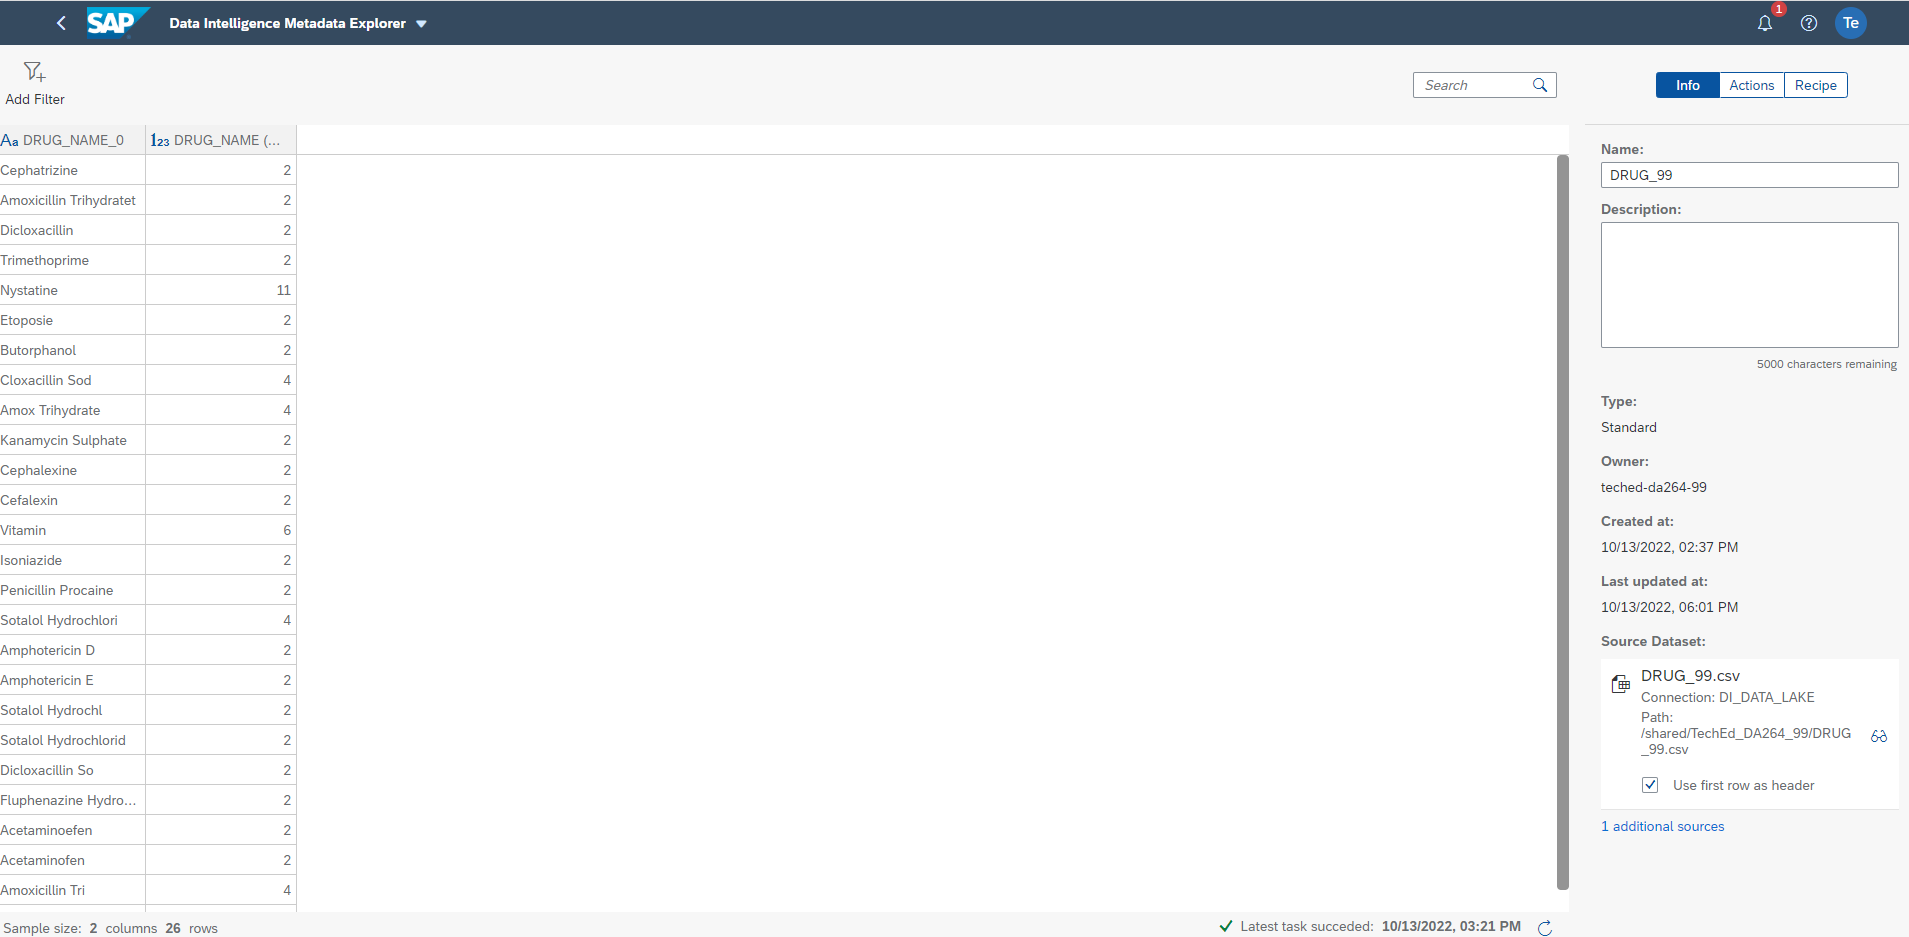 SAP Data Intelligence Metadata Explorer
1
Te
Add Filter
Search
Info Actions Recipe
Aa DRUG_NAME_0 123 DRUG_NAME (...
Cephatrizine 2
Amoxicillin Trihydratet 2
Dicloxacillin 2
Trimethoprime 2
Nystatine 11
Etoposie 2
Butorphanol 2
Cloxacillin Sod 4
Amox Trihydrate 4
Kanamycin Sulphate 2
Cephalexine 2
Cefalexin 2
Vitamin 6
Isoniazide 2
Penicillin Procaine 2
Sotalol Hydrochlori 4
Amphotericin D 2
Amphotericin E 2
Sotalol Hydrochl 2
Sotalol Hydrochlorid 2
Dicloxacillin So 2
Fluphenazine Hydro... 2
Acetaminoefen 2
Acetaminofen 2
Amoxicillin Tri 4
Sample size: 2 columns 26 rows
Latest task succeded: 10/13/2022, 03:21 PM
Name:
DRUG_99
Description:
5000 characters remaining
Type:
Standard
Owner:
teched-da264-99
Created at:
10/13/2022, 02:37 PM
Last updated at:
10/13/2022, 06:01 PM
Source Dataset:
DRUG_99.csv
Connection: DI_DATA_LAKE
Path:
/shared/TechEd_DA264_99/DRUG
_99.csv
Use first row as header
1 additional sources